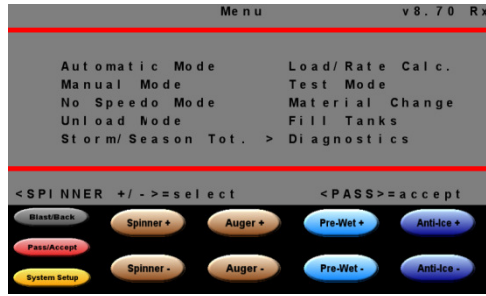 Menu v8.70 Rx
Automatic Mode Load/Rate Calc.
Manual Mode Test Mode
No Speedo Mode Material Change
Unload Mode Fill Tanks
Storm/Season Tot. > Diagnostics
<SPINNER +/->=select <PASS>=accept
Blast/Back Spinner + Auger + Pre-Wet + Anti-Ice +
Pass/Accept
System Setup Spinner - Auger - Pre-Wet - Anti-Ice -